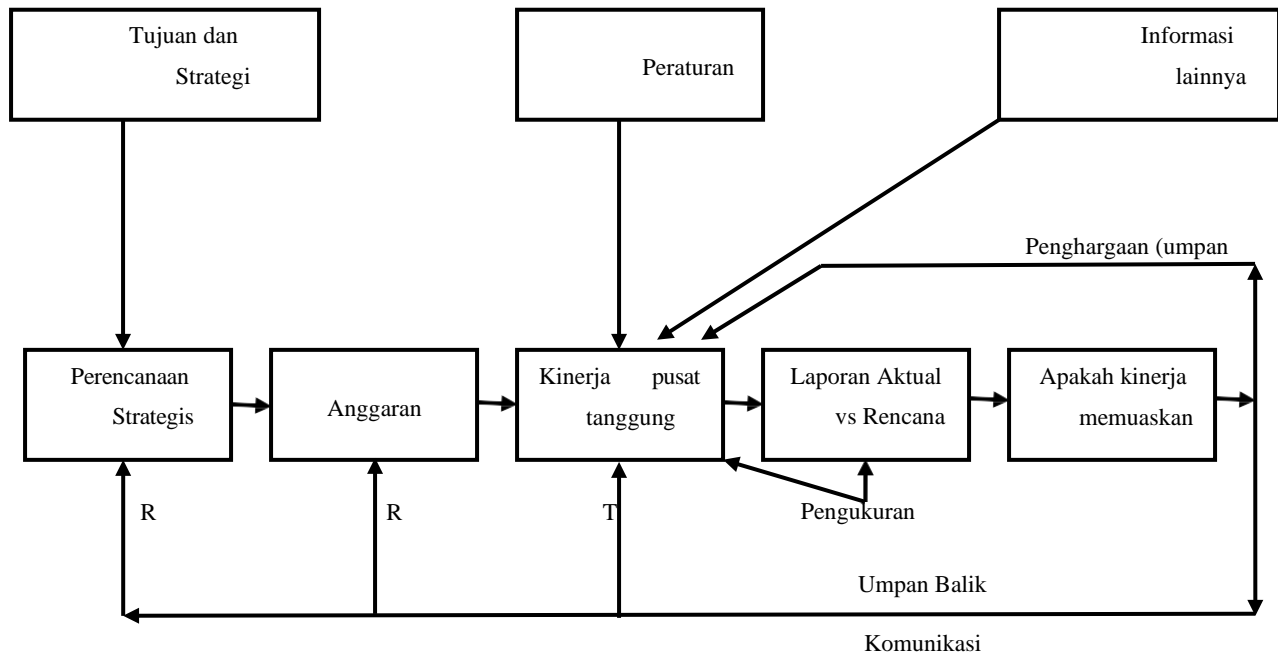 Tujuan dan
Strategi
Peraturan
Informasi
lainnya
Penghargaan (umpan
Perencanaan
Strategis
Anggaran
Kinerja pusat
tanggung
Laporan Aktual
vs Rencana
Apakah kinerja
memuaskan
R
R
T
Pengukuran
Umpan Balik
Komunikasi